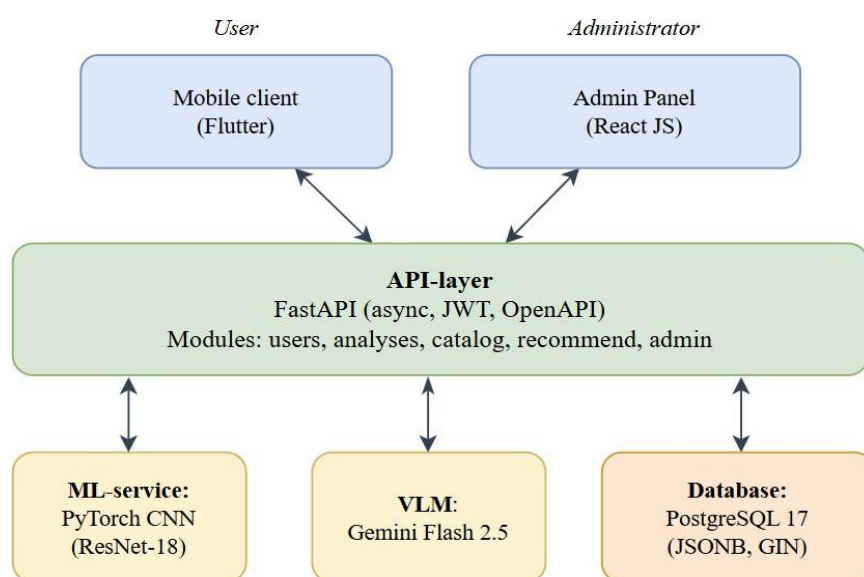 User
Administrator
Mobile client
(Flutter)
Admin Panel
(React JS)
API-layer
FastAPI (async, JWT, OpenAPI)
Modules: users, analyses, catalog, recommend, admin
ML-service:
PyTorch CNN
(ResNet-18)
VLM:
Gemini Flash 2.5
Database:
PostgreSQL 17
(JSONB, GIN)